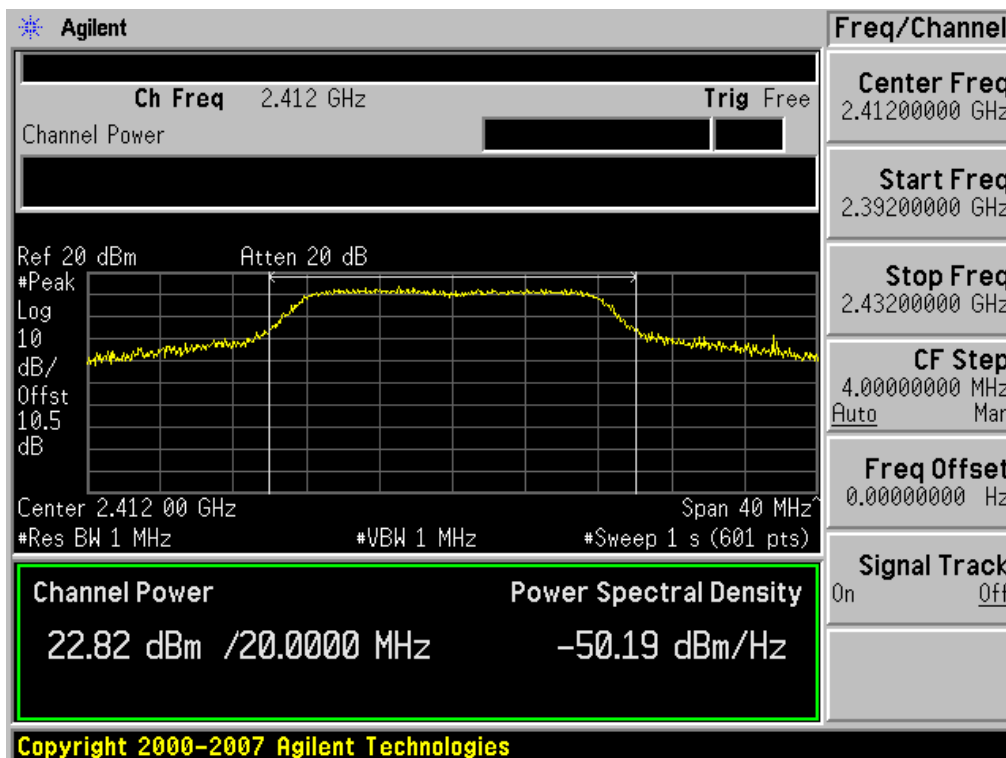 Agilent
Freq/Channel
Ch Freq 2.412 GHz Trig Free
Channel Power
Center Freq
2.41200000 GHz
Start Freq
2.39200000 GHz
Stop Freq
2.43200000 GHz
CF Step
4.00000000 MHz
Auto Man
Freq Offset
0.00000000 Hz
Signal Track
On Off
Ref 20 dBm Atten 20 dB
#Peak
Log
10
dB/
Offst
10.5
dB
Center 2.412 00 GHz Span 40 MHz^
#Res BW 1 MHz #VBW 1 MHz #Sweep 1 s (601 pts)
Channel Power Power Spectral Density
22.82 dBm /20.0000 MHz -50.19 dBm/Hz
Copyright 2000-2007 Agilent Technologies